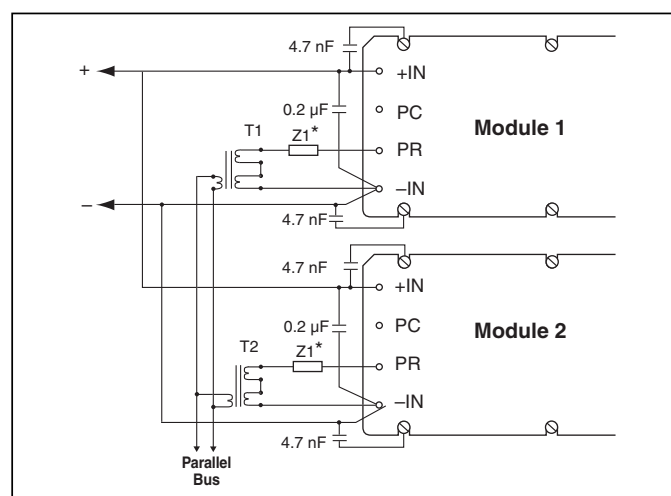 4.7 nF
+
+IN
0.2 µF
PC
T1
Z1*
Module 1
PR
–IN
–
4.7 nF
4.7 nF
+IN
0.2 µF
PC
T2
Z1*
Module 2
PR
–IN
4.7 nF
Parallel
Bus